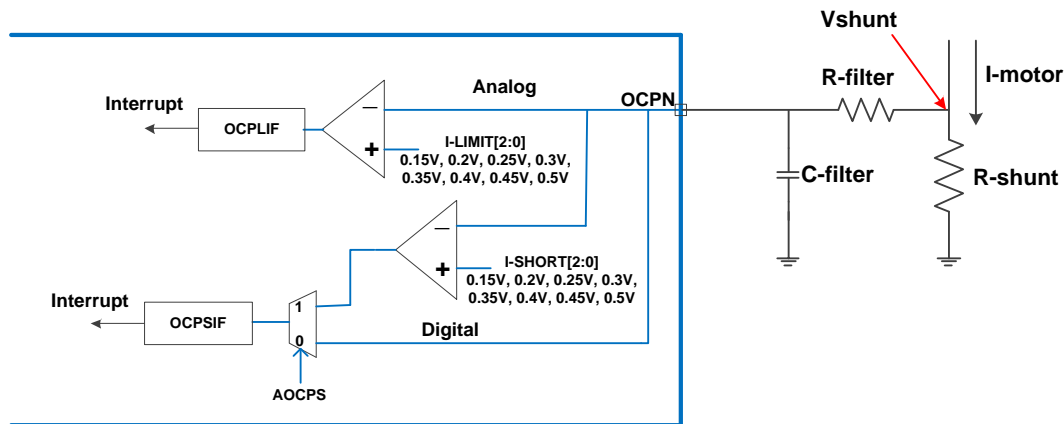 Vshunt
I-motor
R-filter
OCPN
Analog
Interrupt
OCPLIF
−
+
I-LIMIT[2:0]
0.15V, 0.2V, 0.25V, 0.3V,
0.35V, 0.4V, 0.45V, 0.5V
C-filter
R-shunt
−
+
I-SHORT[2:0]
0.15V, 0.2V, 0.25V, 0.3V,
0.35V, 0.4V, 0.45V, 0.5V
Interrupt
OCPSIF
1
0
Digital
AOCPS